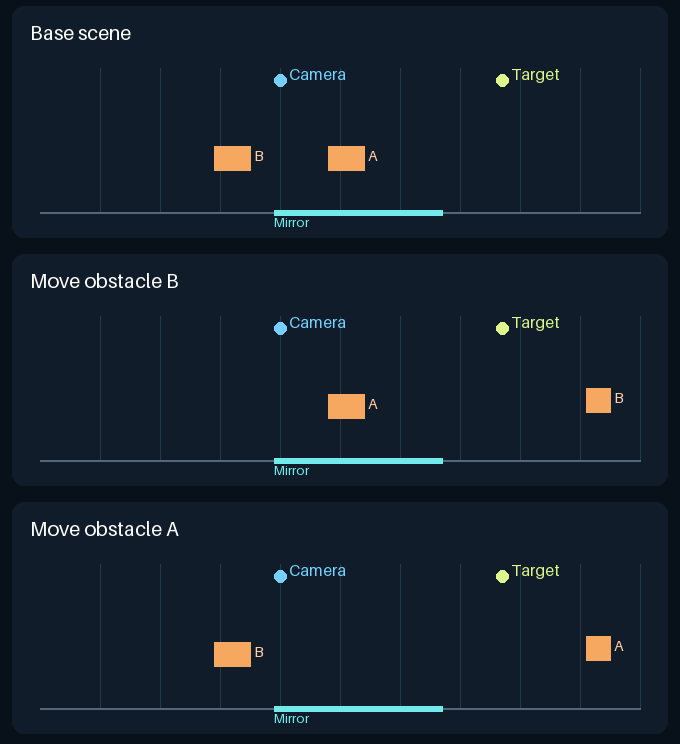 Base scene
Camera
Target
B
A
Mirror
Move obstacle B
Camera
Target
A
B
Mirror
Move obstacle A
Camera
Target
B
A
Mirror